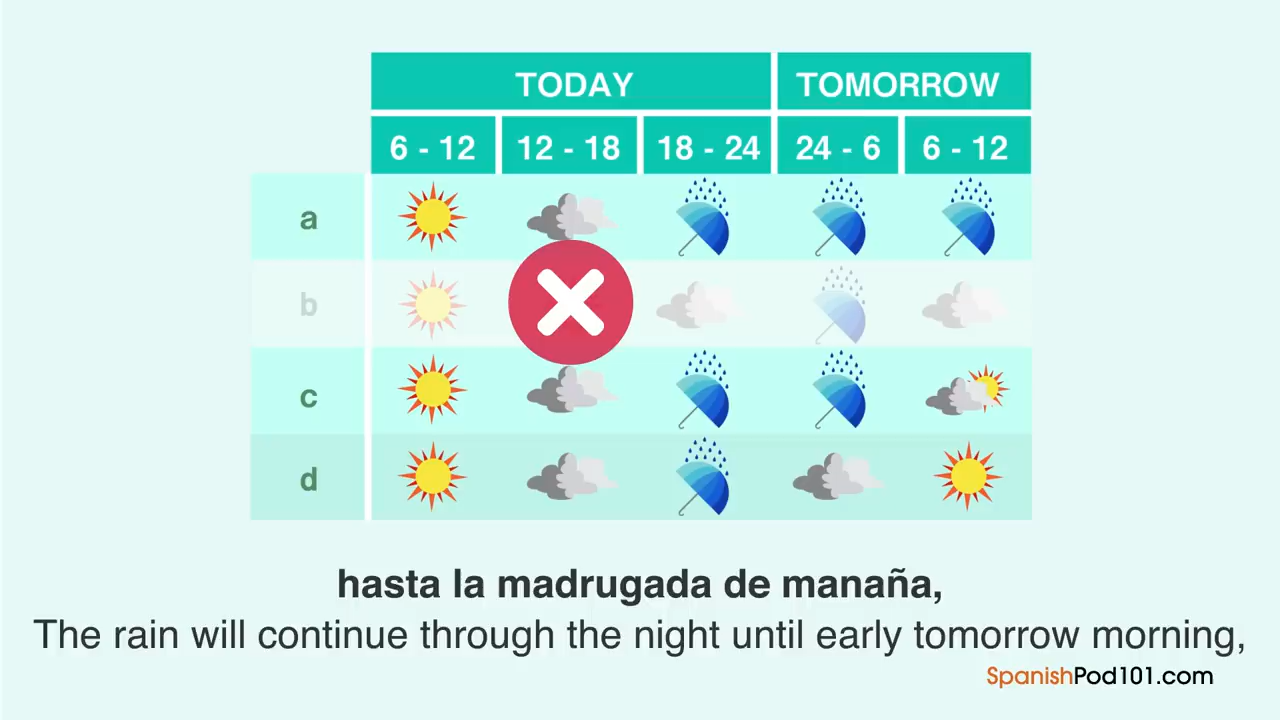 TODAY TOMORROW
6 - 12 12 - 18 18 - 24 24 - 6 6 - 12
a
b
c
d
hasta la madrugada de manaña,
The rain will continue through the night until early tomorrow morning,
SpanishPod101.com